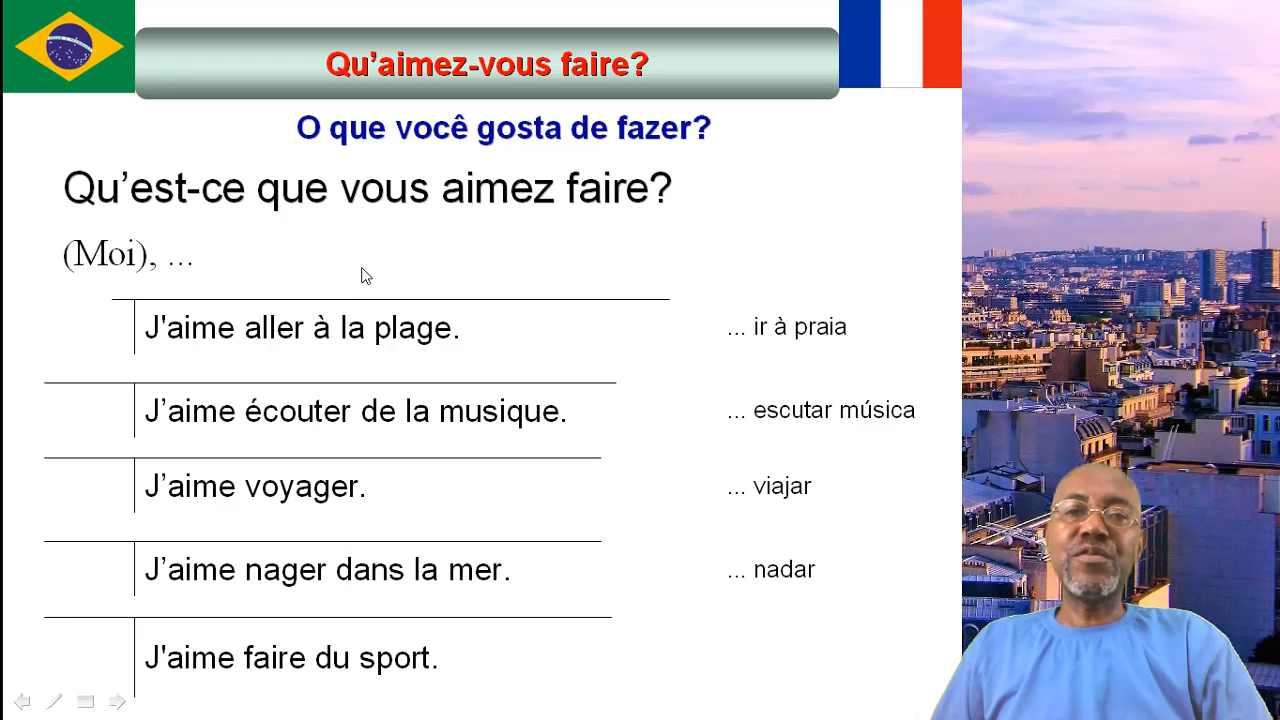 Qu’aimez-vous faire?
O que você gosta de fazer?
Qu’est-ce que vous aimez faire?
(Moi), ...
J'aime aller à la plage.
... ir à praia
J’aime écouter de la musique.
... escutar música
J’aime voyager.
... viajar
J’aime nager dans la mer.
... nadar
J'aime faire du sport.